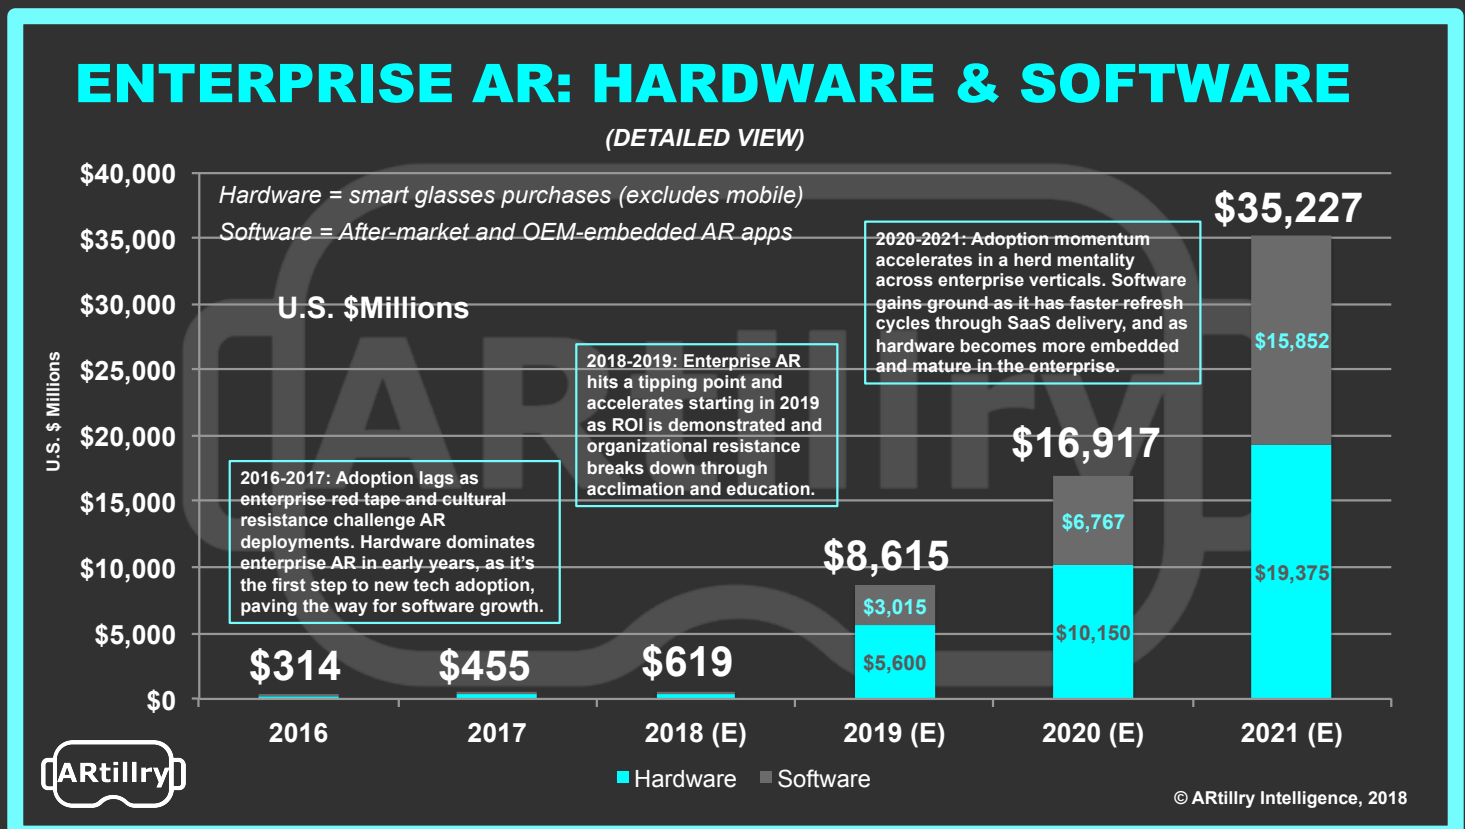 ENTERPRISE AR: HARDWARE & SOFTWARE
(DETAILED VIEW)
Hardware = smart glasses purchases (excludes mobile)
Software = After-market and OEM-embedded AR apps
U.S. $Millions
U.S. $ Millions
$40,000
$35,000
$30,000
$25,000
$20,000
$15,000
$10,000
$5,000
$0
2016-2017: Adoption lags as
enterprise red tape and cultural
resistance challenge AR
deployments. Hardware dominates
enterprise AR in early years, as it's
the first step to new tech adoption,
paving the way for software growth.
2018-2019: Enterprise AR
hits a tipping point and
accelerates starting in 2019
as ROI is demonstrated and
organizational resistance
breaks down through
acclimation and education.
2020-2021: Adoption momentum
accelerates in a herd mentality
across enterprise verticals. Software
gains ground as it has faster refresh
cycles through SaaS delivery, and as
hardware becomes more embedded
and mature in the enterprise.
$314
$455
$619
$8,615
$3,015
$5,600
$16,917
$6,767
$10,150
$35,227
$15,852
$19,375
2016
2017
2018 (E)
2019 (E)
2020 (E)
2021 (E)
Hardware
Software
ARtillry
ARtillry
© ARtillry Intelligence, 2018